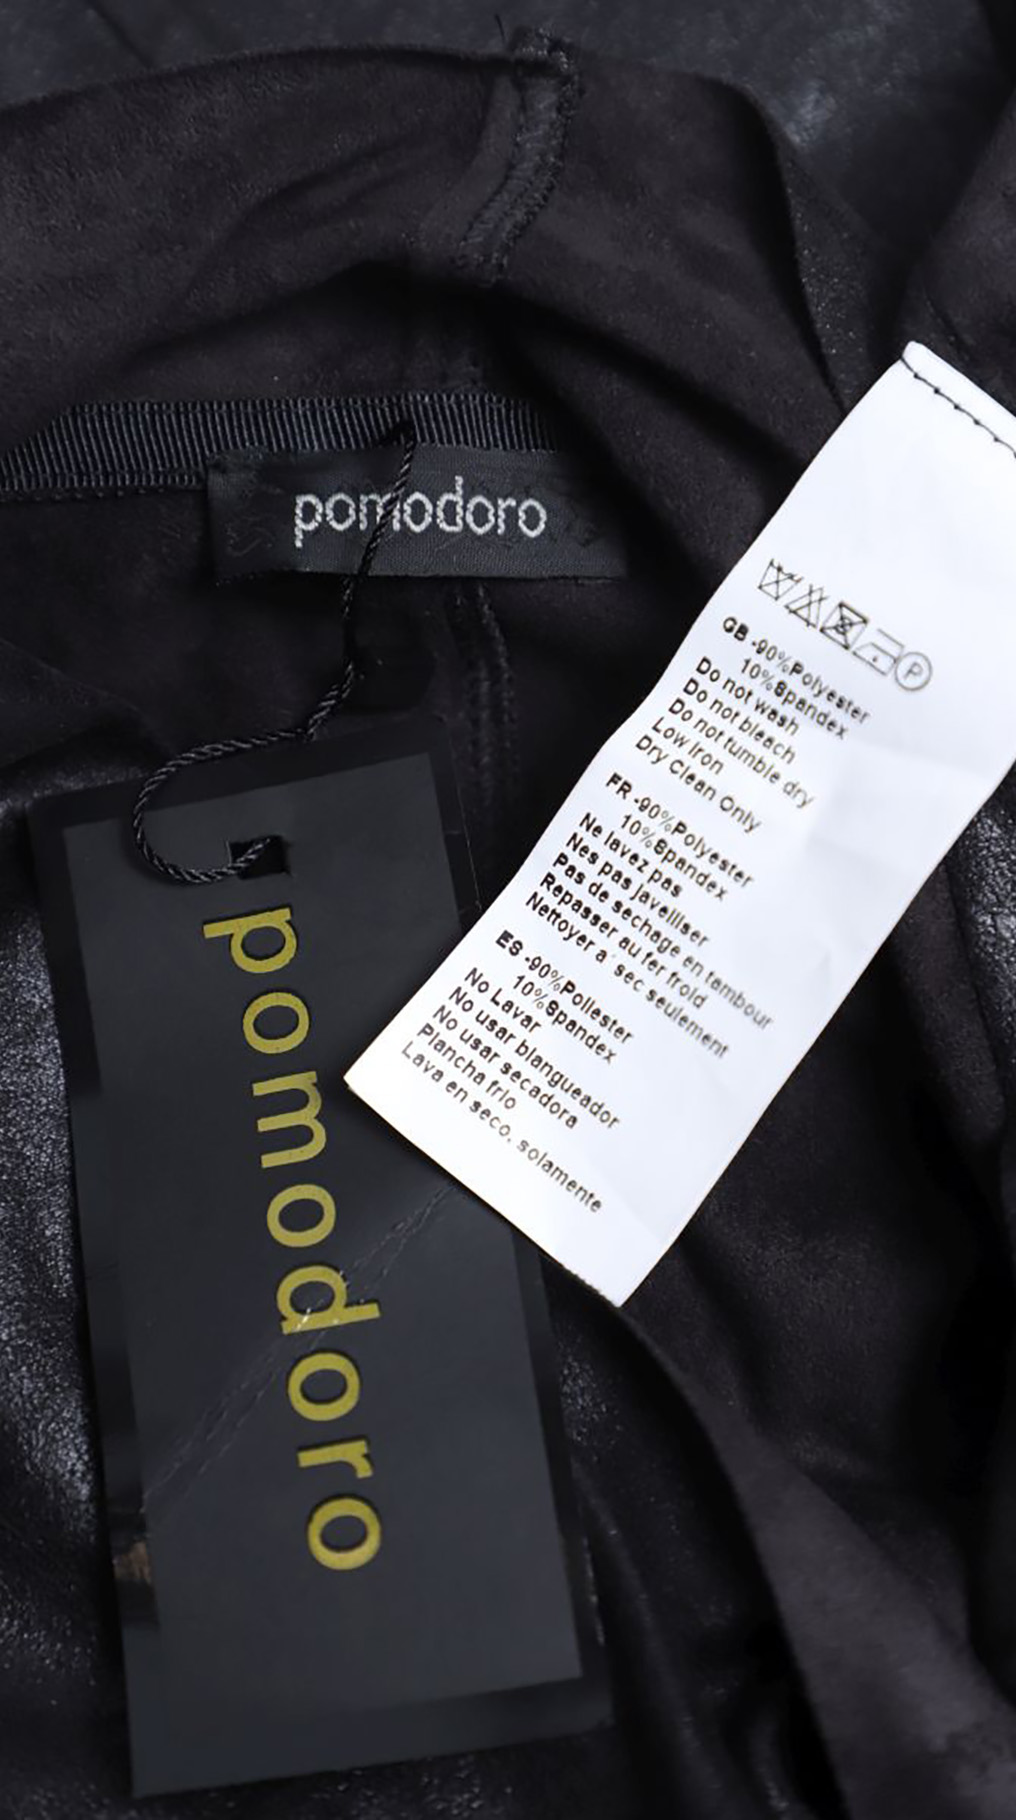 pomodoro
pomodoro
P
GB -90%Polyester
10%Spandex
Do not wash
Do not bleach
Do not tumble dry
Low Iron
Dry Clean Only
FR -90%Polyester
10%Spandex
Ne lavez pas
Nes pas javelliser
Pas de sechage en tambour
Repasser au fer froid
Nettoyer a' sec seulement
ES -90%Poliester
10%Spandex
No Lavar
No usar blangueador
No usar secadora
Plancha frio
Lava en seco, solamente